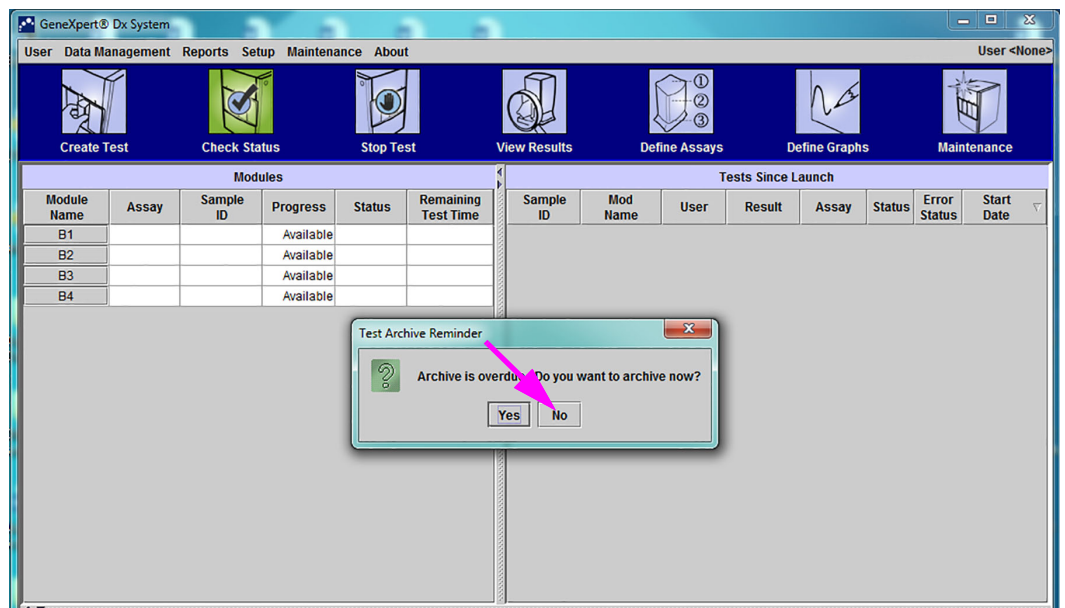 GeneXpert® Dx System
User Data Management Reports Setup Maintenance About User <None>
Create Test Check Status Stop Test View Results Define Assays Define Graphs Maintenance
Modules
Module Name Assay Sample ID Progress Status Remaining Test Time
B1 Available
B2 Available
B3 Available
B4 Available
Tests Since Launch
Sample ID Mod Name User Result Assay Status Error Status Start Date
Test Archive Reminder
Archive is overdue. Do you want to archive now?
Yes No